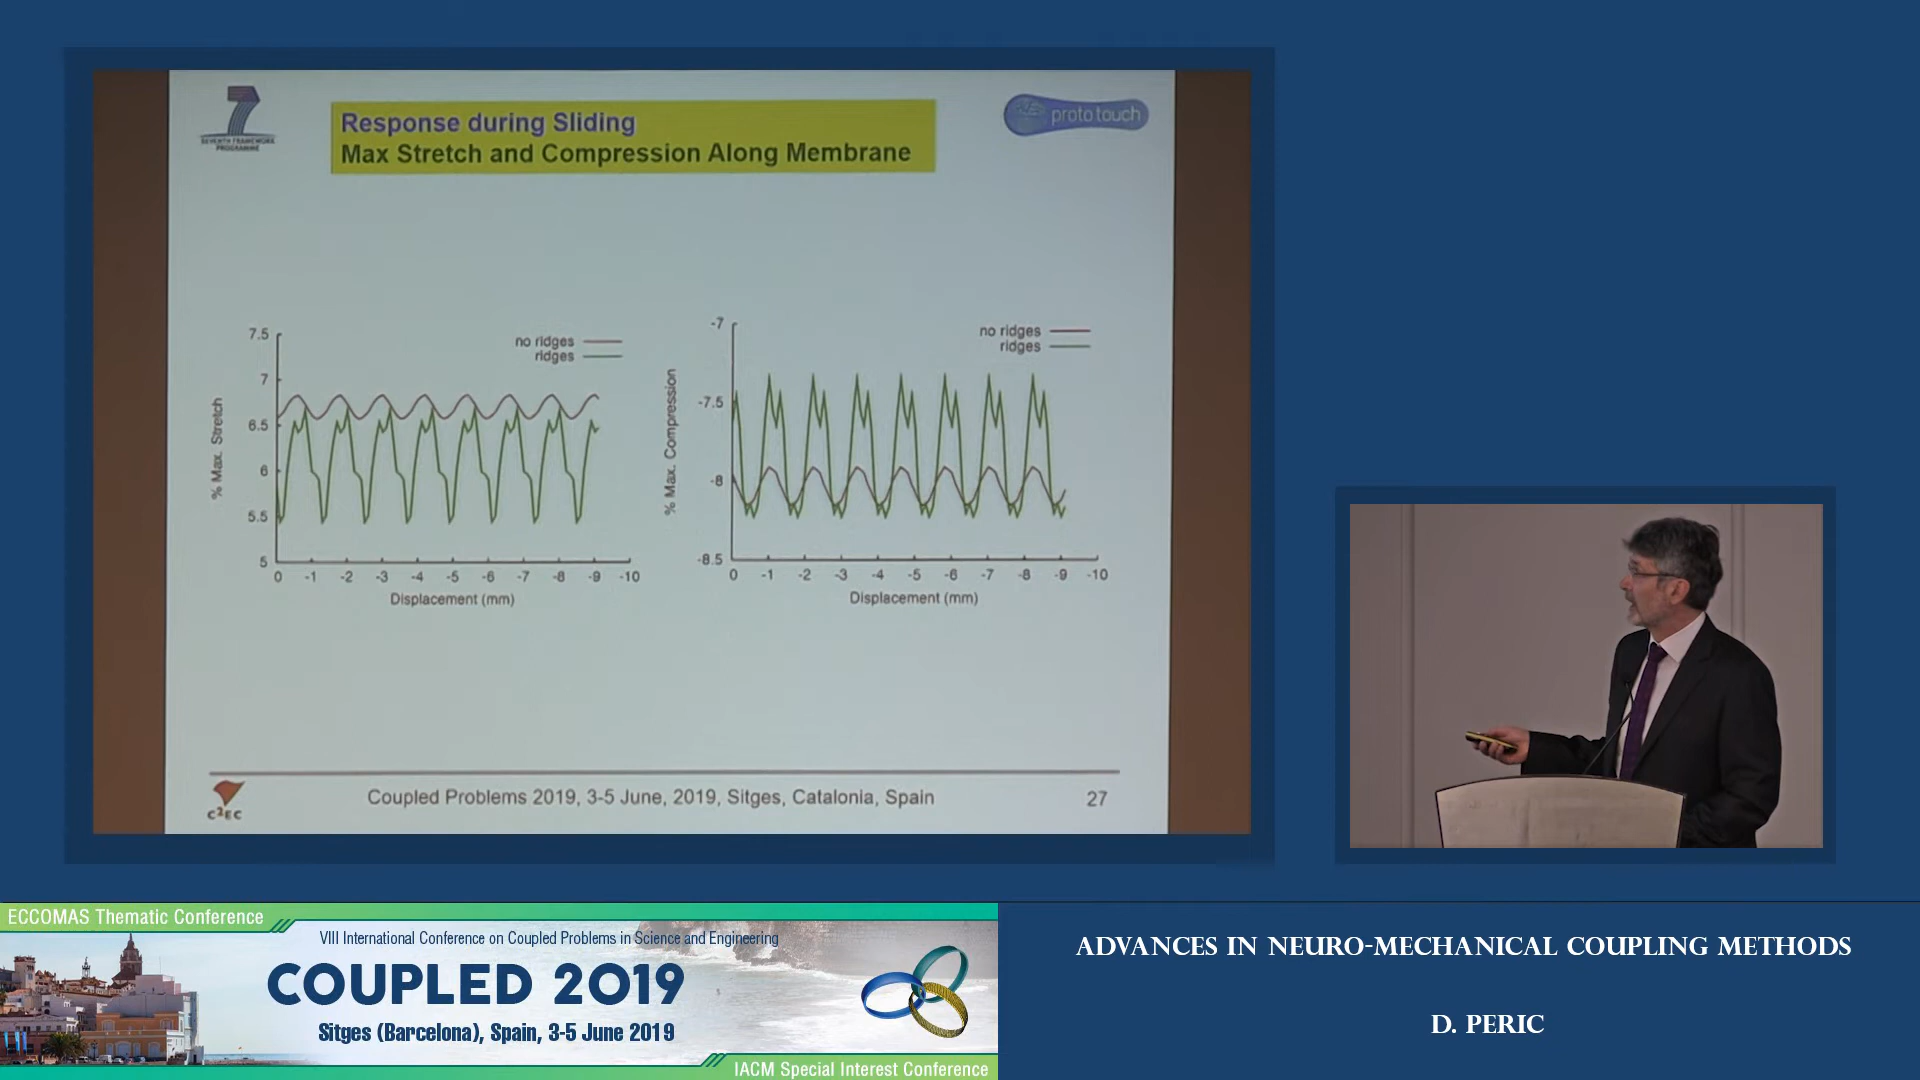 7
SEVENTH FRAMEWORK
PROGRAMME
Response during Sliding
Max Stretch and Compression Along Membrane
proto touch
7.5
7
6.5
6
5.5
5
% Max. Stretch
no ridges
ridges
0 -1 -2 -3 -4 -5 -6 -7 -8 -9 -10
Displacement (mm)
-7
-7.5
-8
-8.5
% Max. Compression
no ridges
ridges
0 -1 -2 -3 -4 -5 -6 -7 -8 -9 -10
Displacement (mm)
C²EC
Coupled Problems 2019, 3-5 June, 2019, Sitges, Catalonia, Spain
27
ECCOMAS Thematic Conference
VIII International Conference on Coupled Problems in Science and Engineering
COUPLED 2019
Sitges (Barcelona), Spain, 3-5 June 2019
IACM Special Interest Conference
ADVANCES IN NEURO-MECHANICAL COUPLING METHODS
D. PERIC